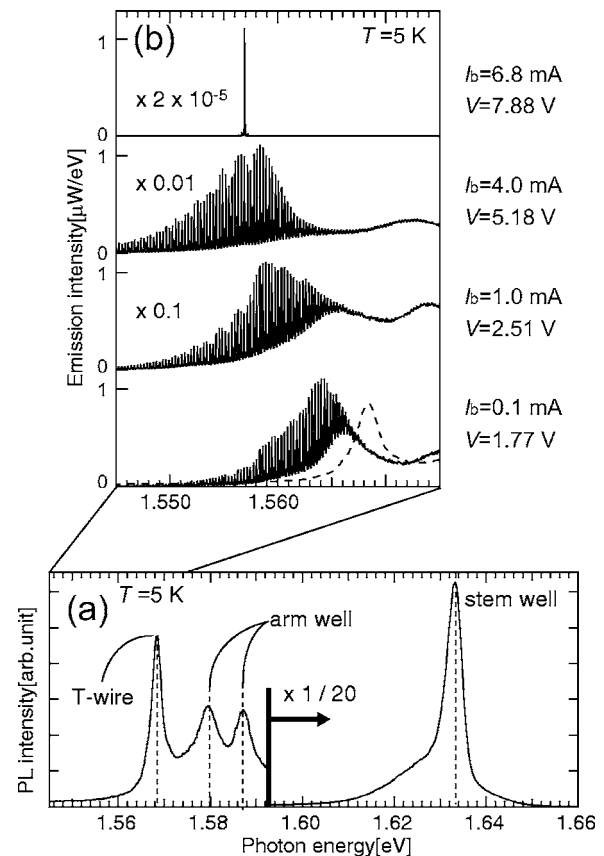 (b)
T=5 K
1
x 2 x 10⁻⁵
0
Ib=6.8 mA
V=7.88 V
1
x 0.01
0
Ib=4.0 mA
V=5.18 V
1
x 0.1
0
Ib=1.0 mA
V=2.51 V
1
0
Ib=0.1 mA
V=1.77 V
Emission intensity[μW/eV]
1.550 1.560
(a)
T=5 K
stem well
arm well
T-wire
x 1 / 20
PL intensity[arb.unit]
1.56 1.58 1.60 1.62 1.64 1.66
Photon energy[eV]